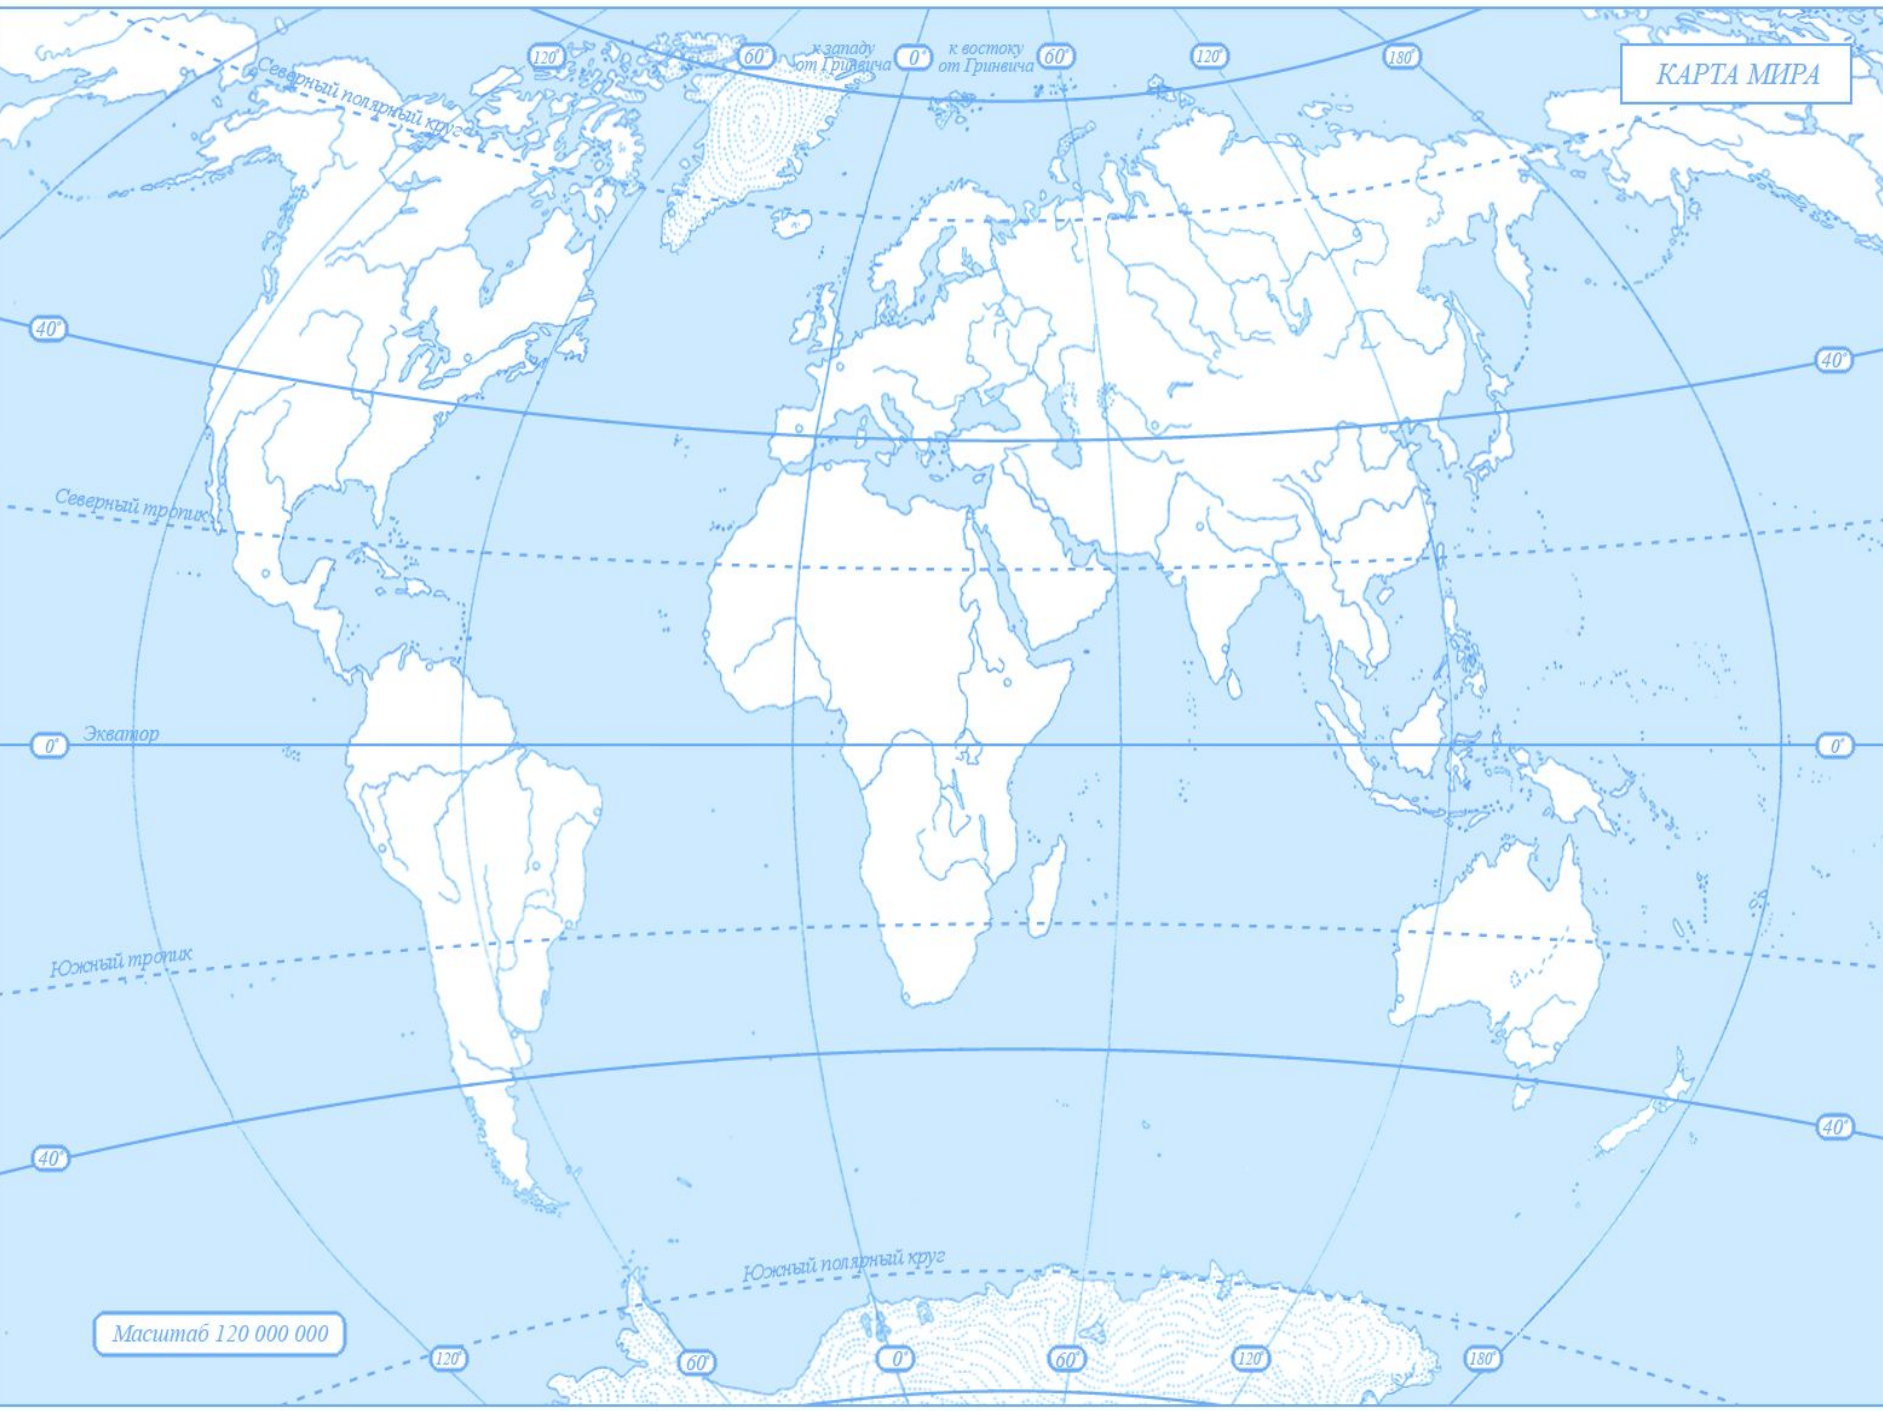 120°
60°
к западу
от Гринвича
0°
к востоку
от Гринвича
60°
120°
180°
КАРТА МИРА
Северный полярный круг
40°
40°
Северный тропик
Экватор
0°
0°
Южный тропик
40°
40°
Южный полярный круг
Масштаб 120 000 000
120°
60°
0°
60°
120°
180°